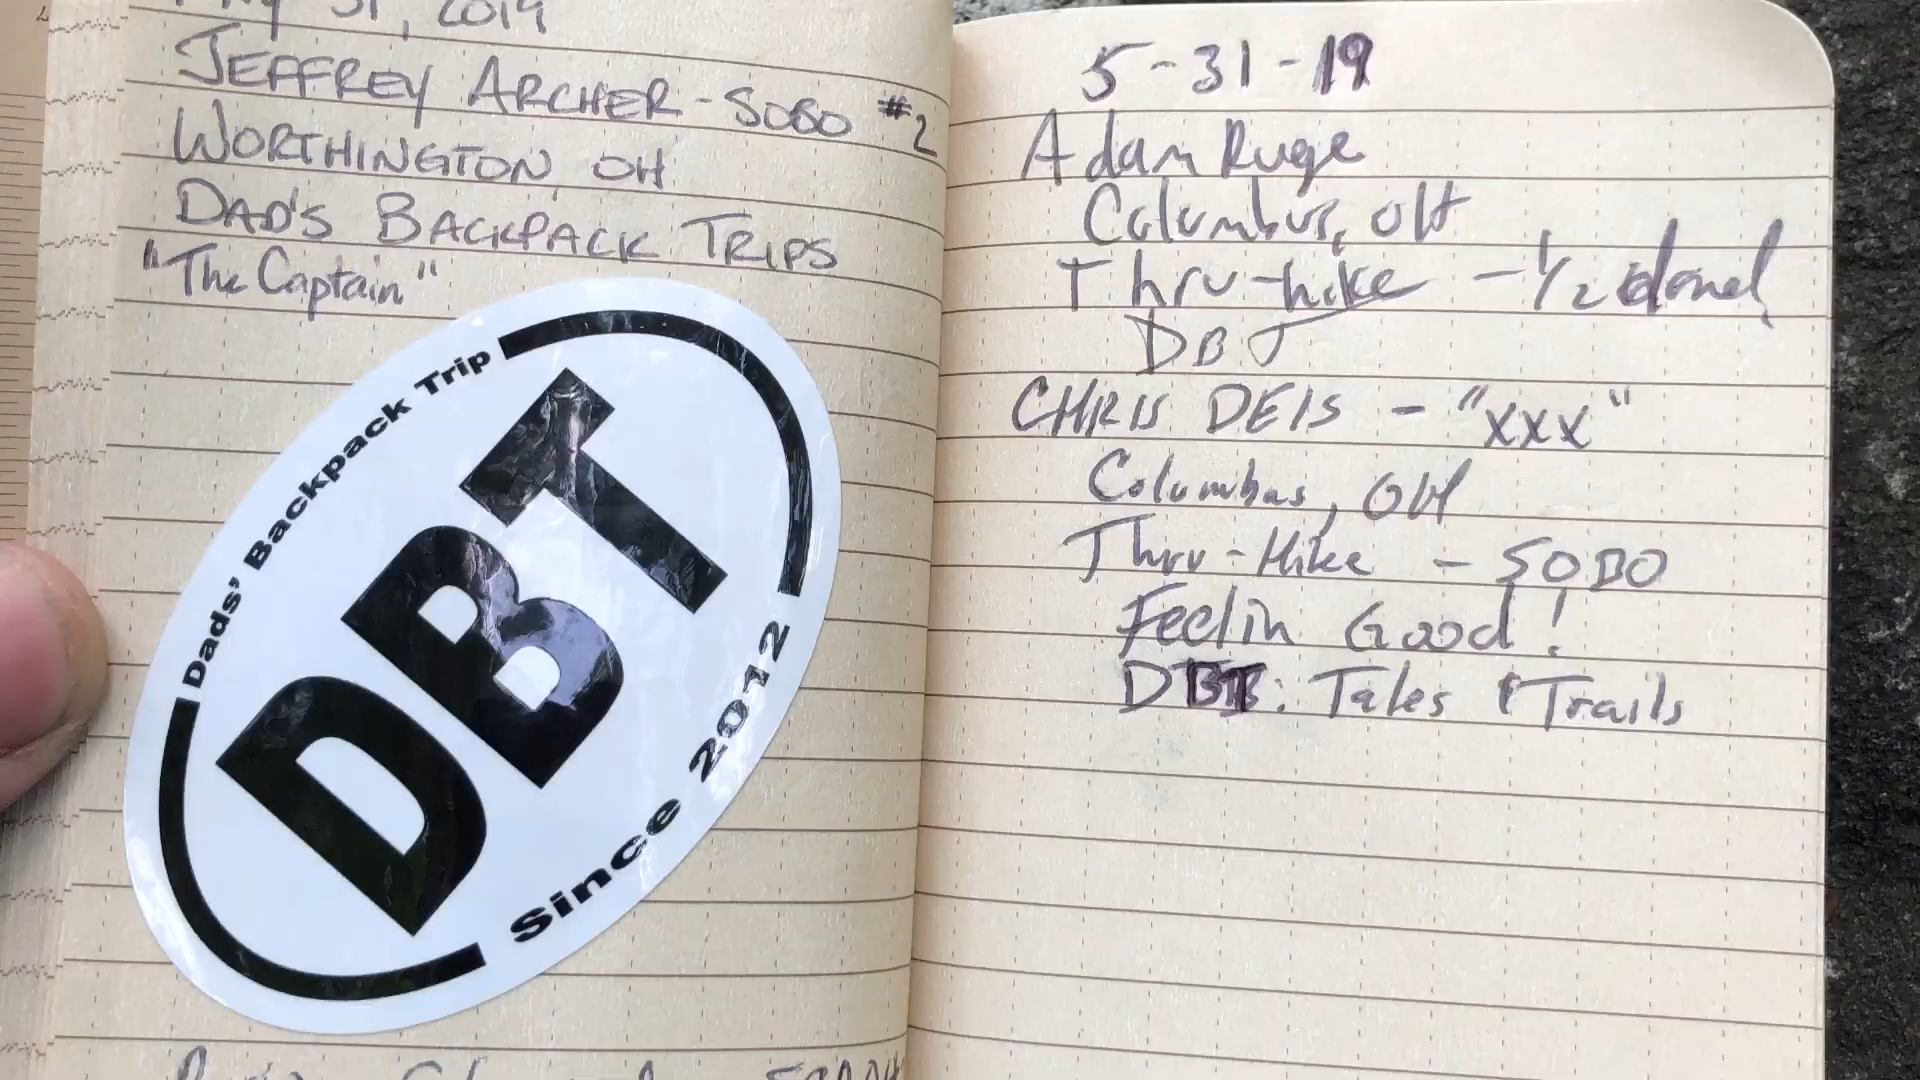 31, 2019
JEFFREY ARCHER - SOBO #2
WORTHINGTON, OH
DAD'S BACKPACK TRIPS
"The Captain"
Dads' Backpack Trip
DBT
Since 2012
5-31-19
Adam Ruge
Columbus, OH
Thru-hike - 1/2 done!
DBT
CHRIS DEIS - "XXX"
Columbus, OH
Thru-Hike - SOBO
Feelin Good!
DBT: Tales & Trails